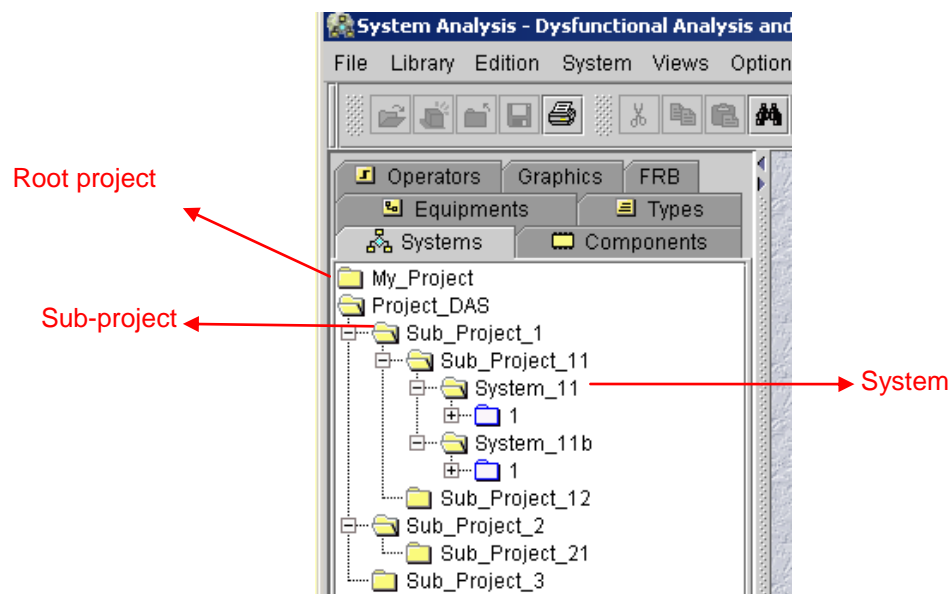 System Analysis - Dysfunctional Analysis and
File Library Edition System Views Option
Root project
Operators Graphics FRB
Equipments Types
Systems Components
My_Project
Project_DAS
Sub-project
Sub_Project_1
Sub_Project_11
System_11
System
1
System_11b
1
Sub_Project_12
Sub_Project_2
Sub_Project_21
Sub_Project_3